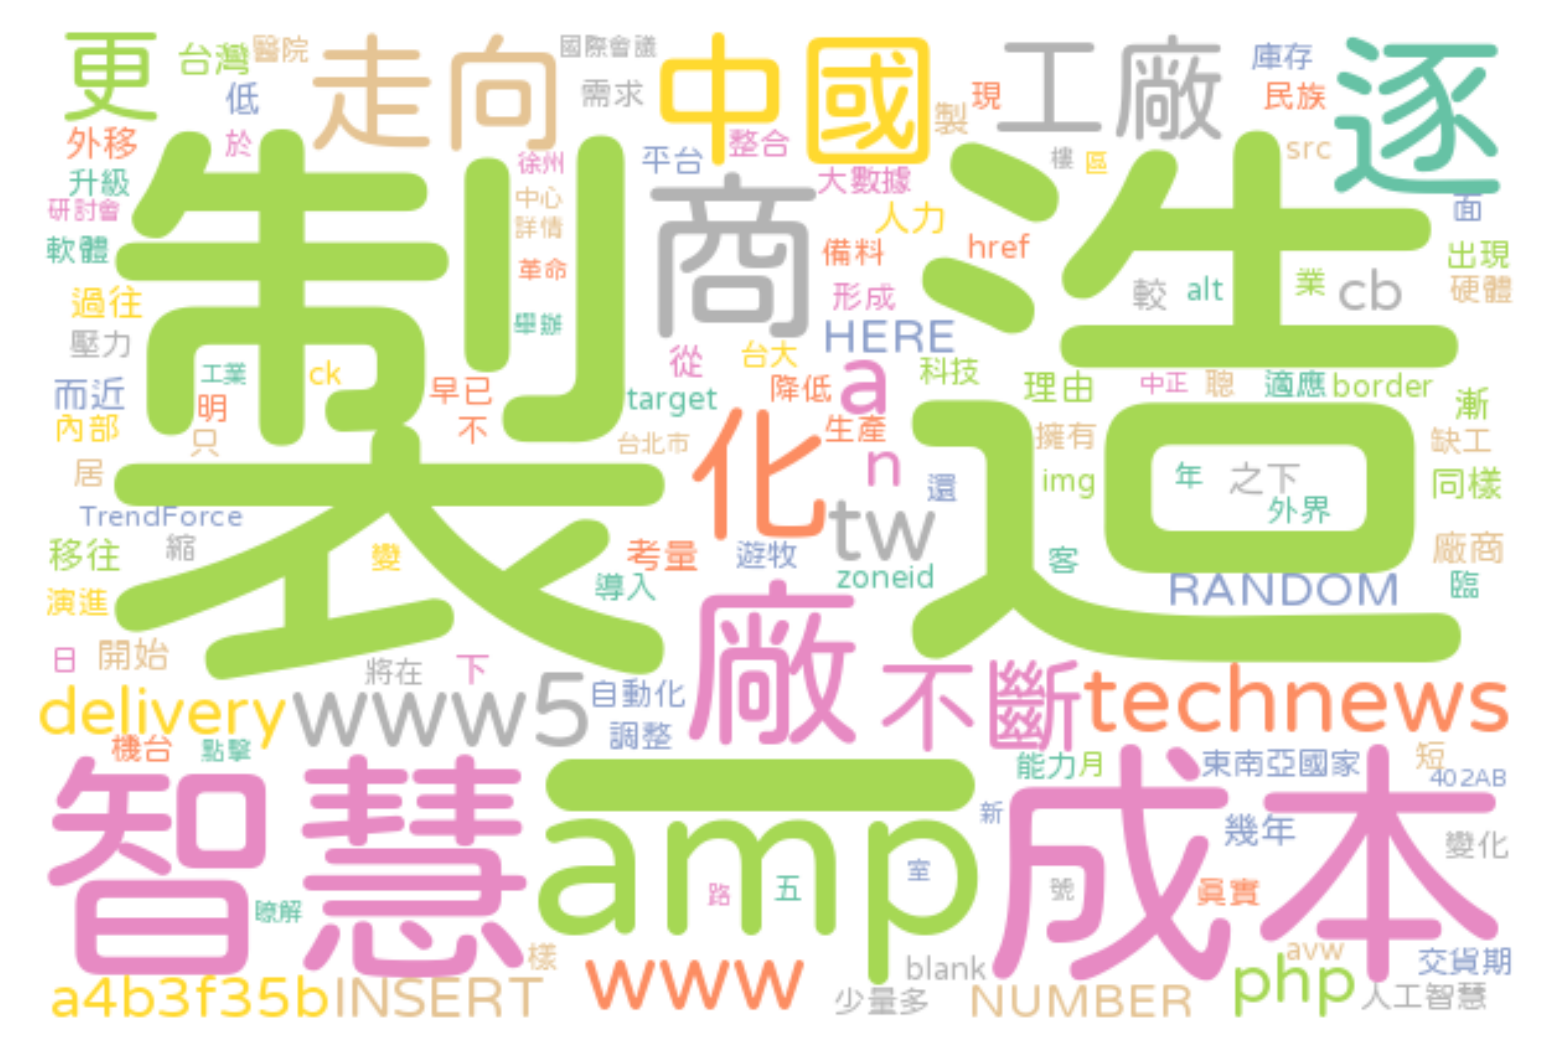 更 台灣 醫院 走向 國際會議 中國 工廠 庫存 逐
低 需求 製 現 民族
外移 於 徐州 平台 整合 樓 區 src
升級 中心 大數據
研討會 詳情 商 人力 面
軟體 革命 備料 href 出現
過往 製造 形成 較 alt 業 cb 硬體
壓力 舉辦 HERE
工業 ck 從 台大 a 科技
而近 明 早已 target 降低 理由 中正 聰 適應 border 漸
內部 只 不 台北市 化 生產 擁有 缺工
居 n 還 img 年 之下 同樣
TrendForce tw 外界
移往 縮 變 考量 遊牧 客 廠商
演進 導入 zoneid RANDOM 臨
日 開始 將在 下 廠 不斷
delivery www5 自動化 technews
機台 點擊 調整 能力 月 東南亞國家 短
智慧 一 成本 402AB
amp 新 幾年 變化
瞭解 路 五 室 號 真實
樣 www blank avw 交貨期
a4b3f35b INSERT 少量多 NUMBER php 人工智慧